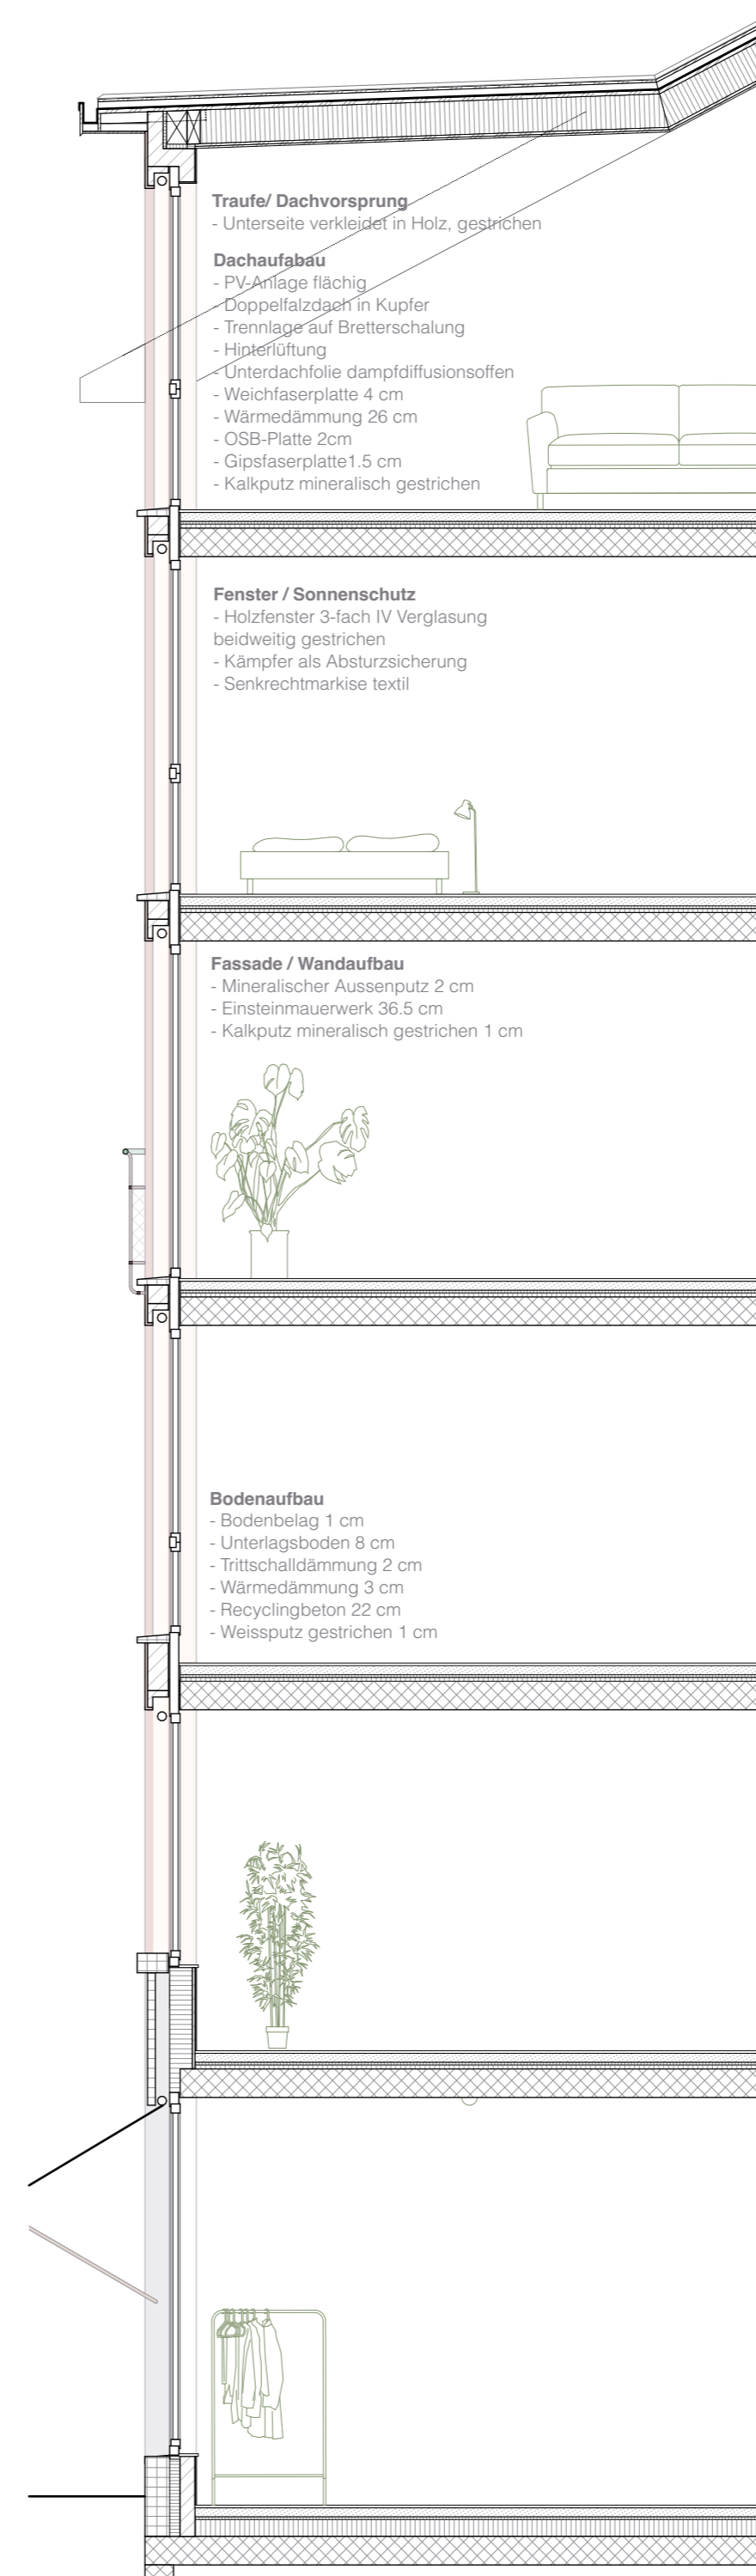 Traufe/ Dachvorsprung
- Unterseite verkleidet in Holz, gestrichen
Dachaufabau
- PV-Anlage flächig
- Doppelfalzdach in Kupfer
- Trennlage auf Bretterschalung
- Hinterlüftung
- Unterdachfolie dampfdiffusionsoffen
- Weichfaserplatte 4 cm
- Wärmedämmung 26 cm
- OSB-Platte 2cm
- Gipsfaserplatte1.5 cm
- Kalkputz mineralisch gestrichen
Fenster / Sonnenschutz
- Holzfenster 3-fach IV Verglasung
beidweitig gestrichen
- Kämpfer als Absturzsicherung
- Senkrechtmarkise textil
Fassade / Wandaufbau
- Mineralischer Aussenputz 2 cm
- Einsteinmauerwerk 36.5 cm
- Kalkputz mineralisch gestrichen 1 cm
Bodenaufbau
- Bodenbelag 1 cm
- Unterlagsboden 8 cm
- Trittschalldämmung 2 cm
- Wärmedämmung 3 cm
- Recyclingbeton 22 cm
- Weissputz gestrichen 1 cm